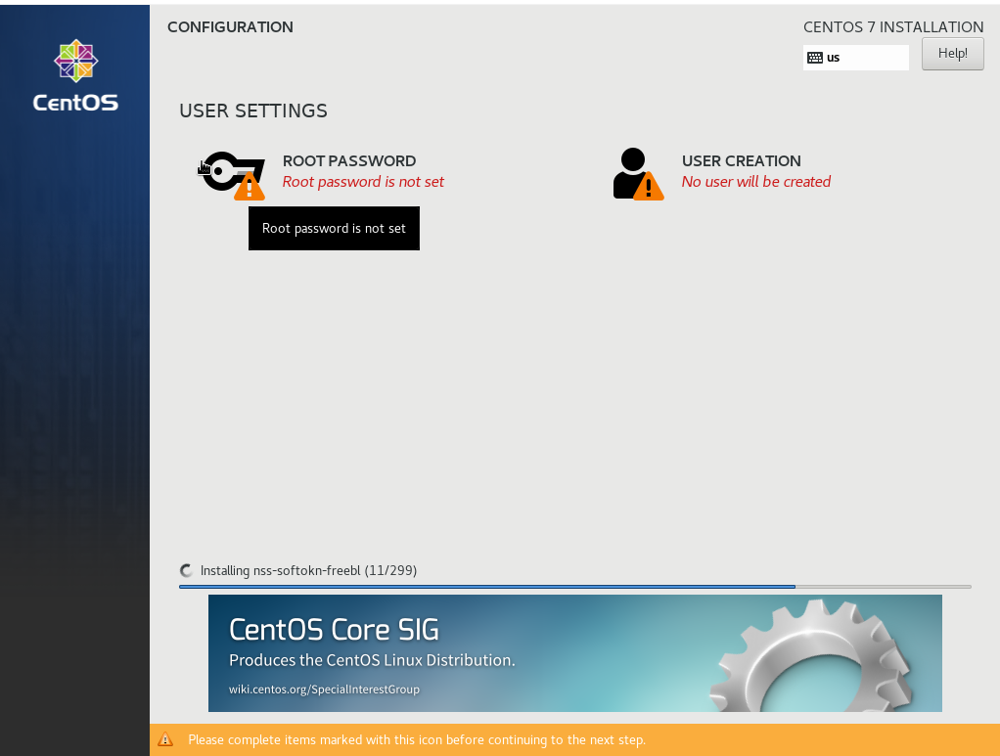 CentOS
CONFIGURATION
CENTOS 7 INSTALLATION
us
Help!
USER SETTINGS
ROOT PASSWORD
Root password is not set
USER CREATION
No user will be created
Root password is not set
Installing nss-softokn-freebl (11/299)
CentOS Core SIG
Produces the CentOS Linux Distribution.
wiki.centos.org/SpecialInterestGroup
Please complete items marked with this icon before continuing to the next step.